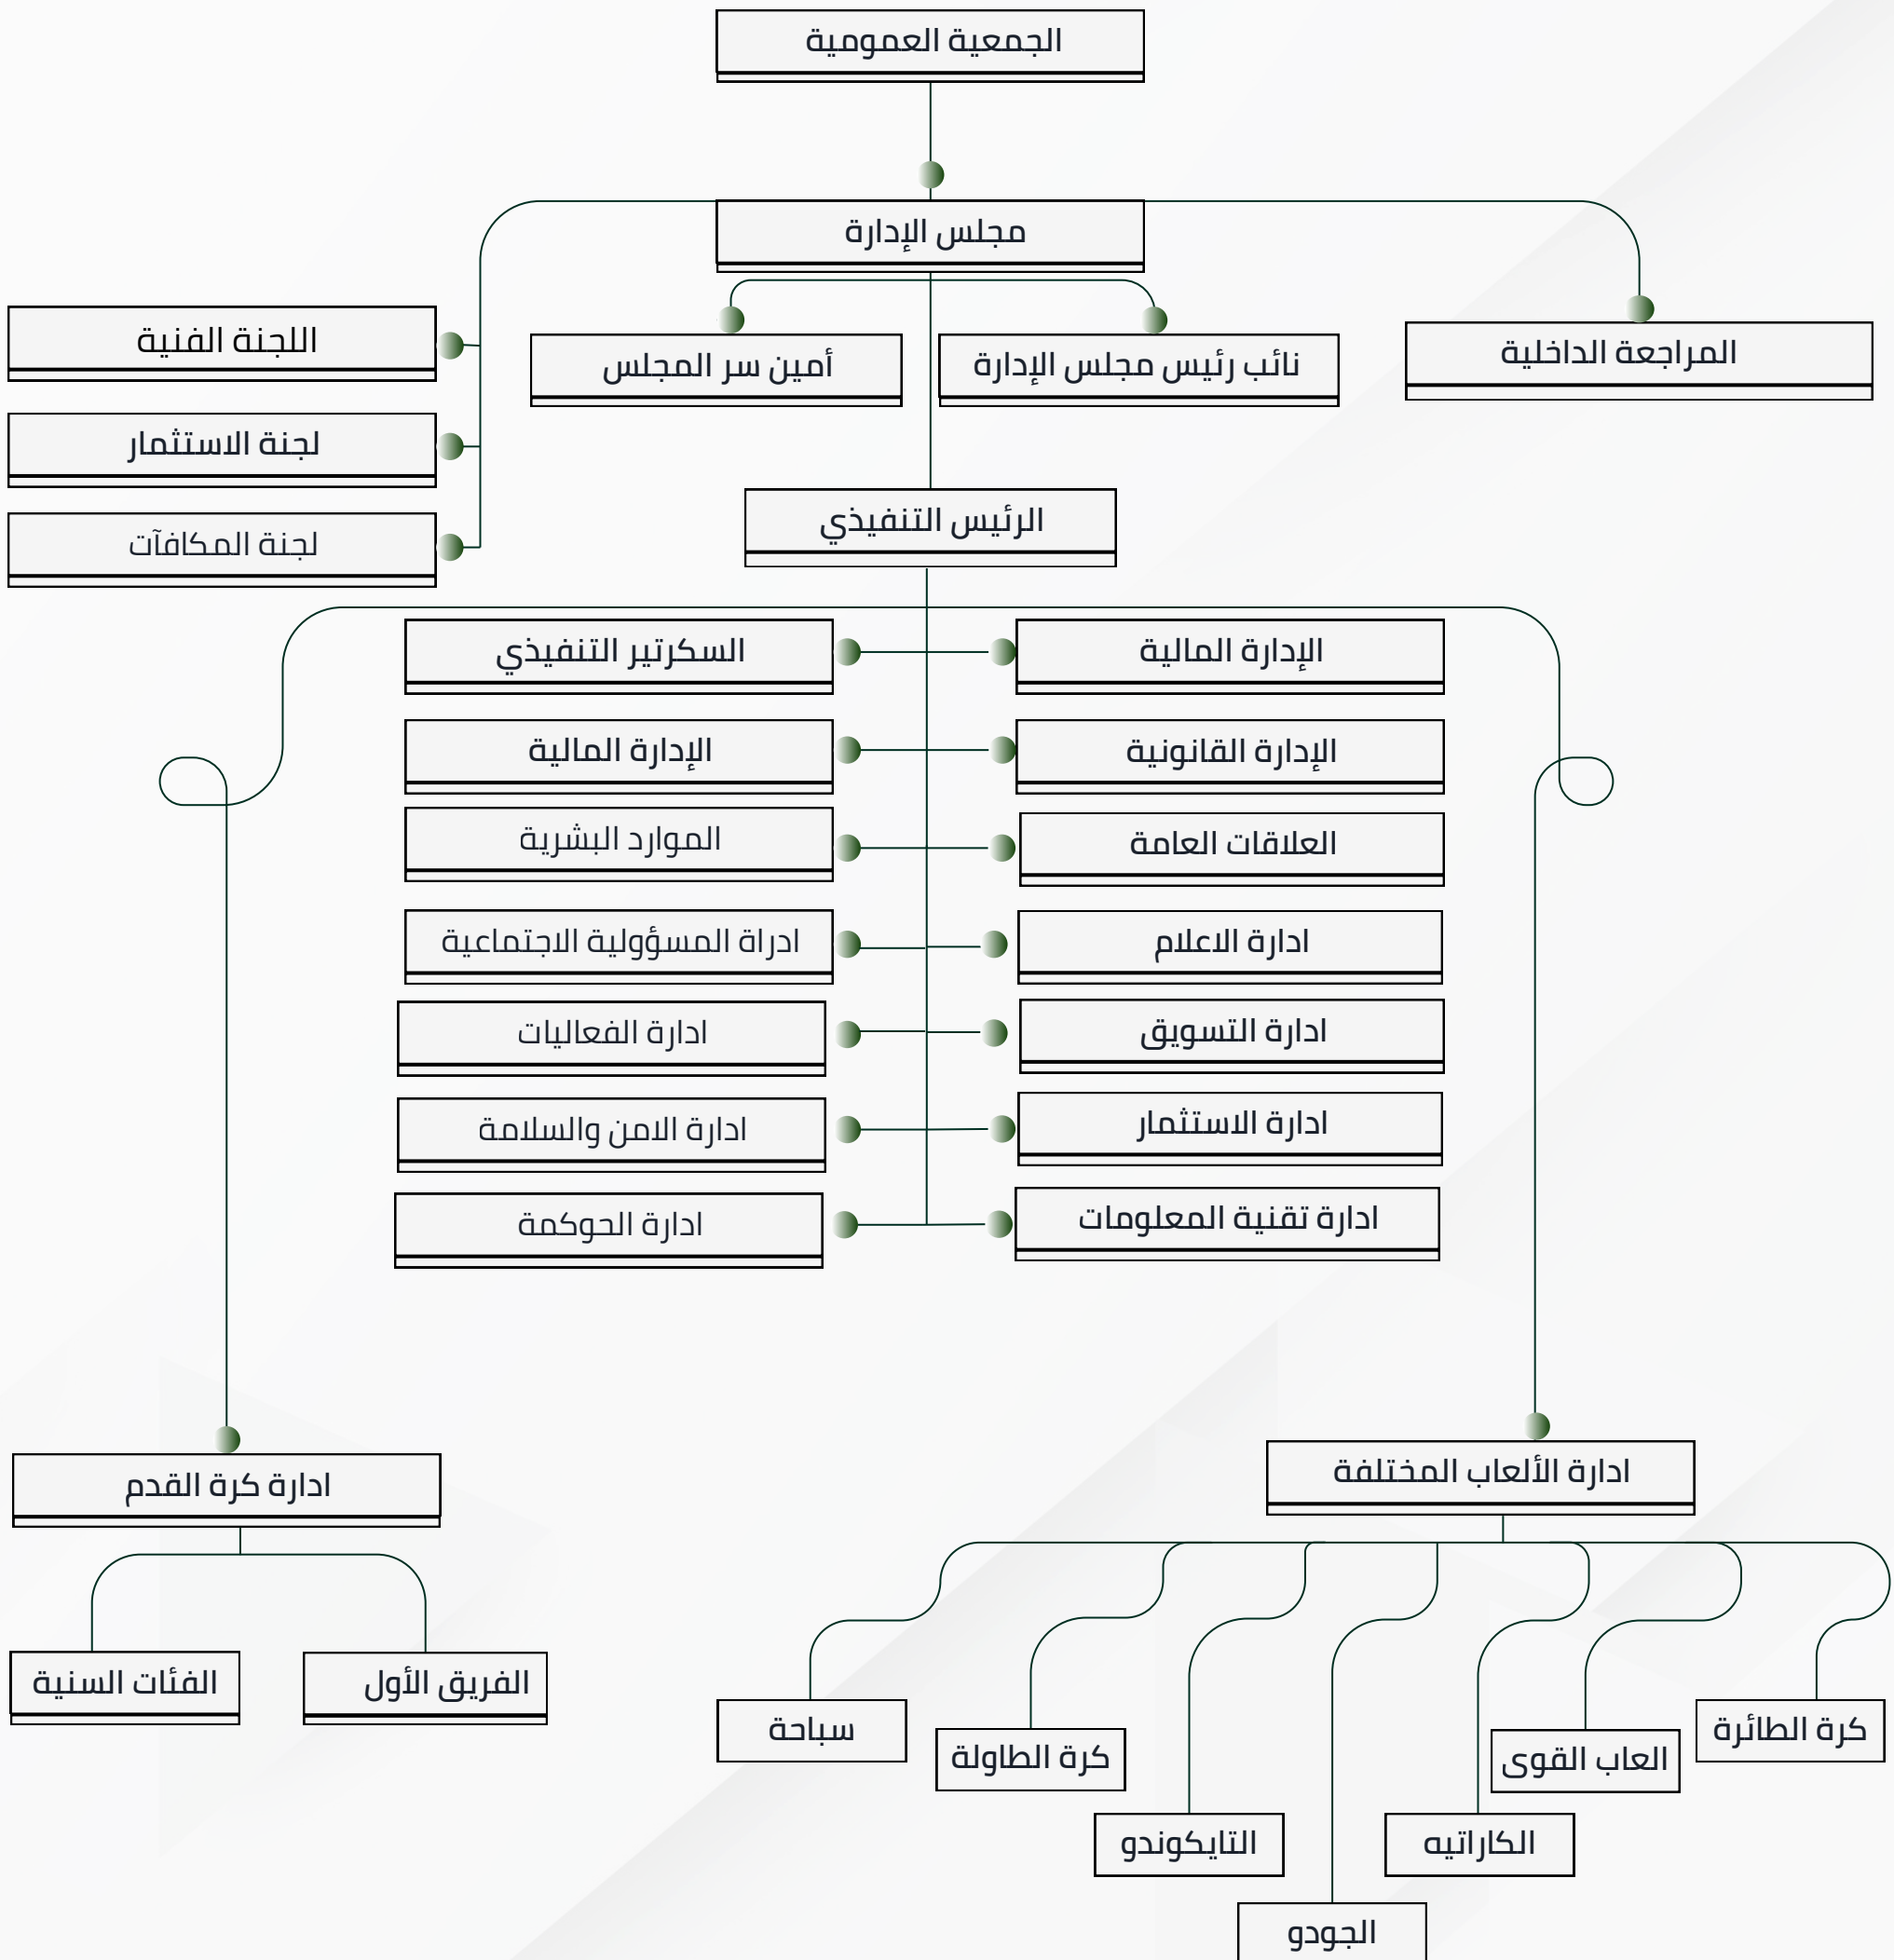 الجمعية العمومية
مجلس الإدارة
المراجعة الداخلية
نائب رئيس مجلس الإدارة
أمين سر المجلس
اللجنة الفنية
لجنة الاستثمار
لجنة المكافآت
الرئيس التنفيذي
الإدارة المالية
السكرتير التنفيذي
الإدارة القانونية
الإدارة المالية
العلاقات العامة
الموارد البشرية
ادارة الاعلام
ادراة المسؤولية الاجتماعية
ادارة التسويق
ادارة الفعاليات
ادارة الاستثمار
ادارة الامن والسلامة
ادارة تقنية المعلومات
ادارة الحوكمة
ادارة الألعاب المختلفة
ادارة كرة القدم
الفريق الأول
الفئات السنية
كرة الطائرة
العاب القوى
الكاراتيه
الجودو
التايكوندو
كرة الطاولة
سباحة